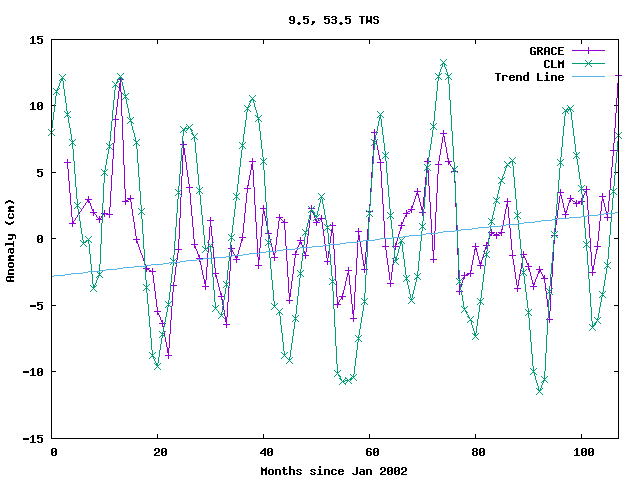 9.5, 53.5 TWS
GRACE
CLM
Trend Line
15
10
5
0
-5
-10
-15
Anomaly (cm)
0 20 40 60 80 100
Months since Jan 2002